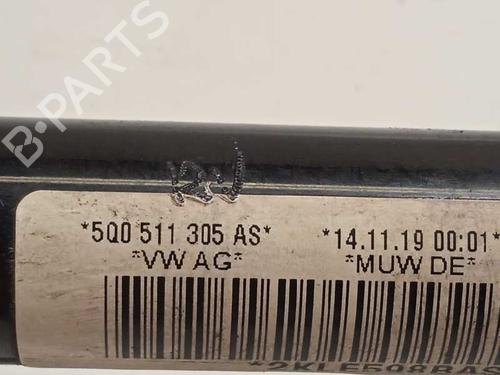 B-PARTS
*5Q0 511 305 AS* *14.11.19 00:01*
*VW AG* *MUW DE*